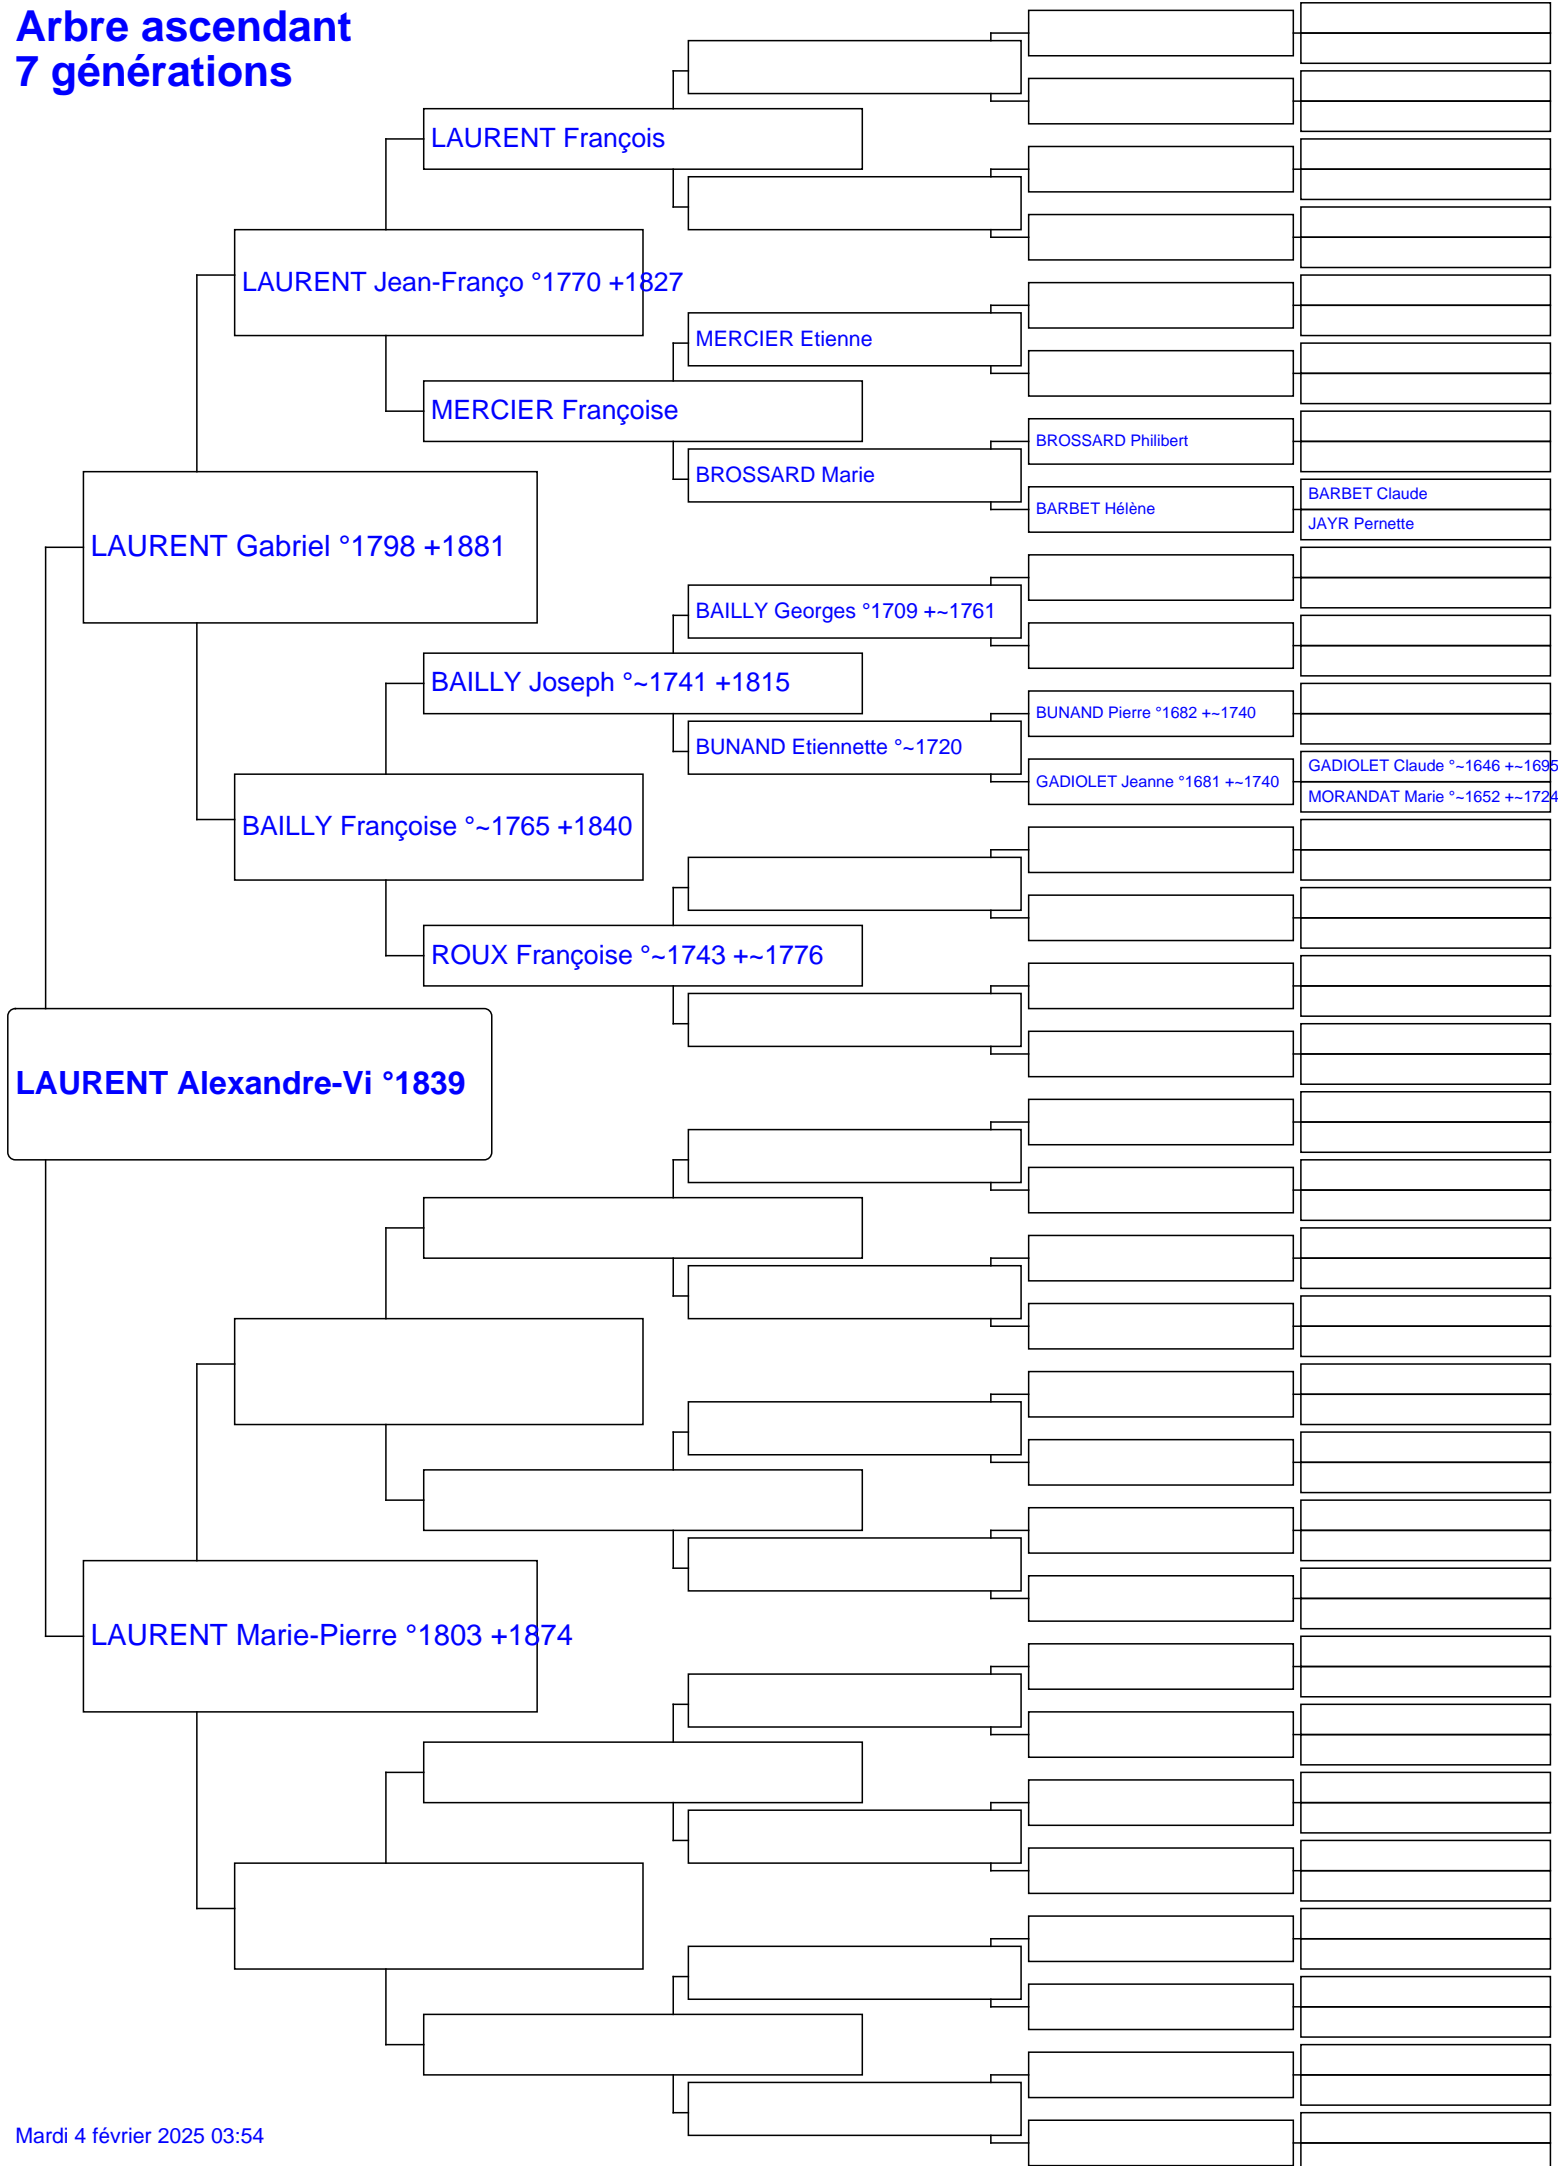 Arbre ascendant
7 générations
LAURENT François
LAURENT Jean-Franço °1770 +1827
MERCIER Etienne
MERCIER Françoise
BROSSARD Philibert
BROSSARD Marie
BARBET Claude
BARBET Hélène
JAYR Pernette
LAURENT Gabriel °1798 +1881
BAILLY Georges °1709 +~1761
BAILLY Joseph °~1741 +1815
BUNAND Pierre °1682 +~1740
BUNAND Etiennette °~1720
GADIOLET Claude °~1646 +~1695
GADIOLET Jeanne °1681 +~1740
MORANDAT Marie °~1652 +~1724
BAILLY Françoise °~1765 +1840
ROUX Françoise °~1743 +~1776
LAURENT Alexandre-Vi °1839
LAURENT Marie-Pierre °1803 +1874
Mardi 4 février 2025 03:54